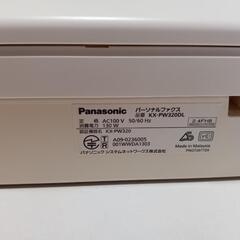 Panasonic パーソナルファックス
品番 KX-PW320DL
定格 AC100 V 50/60 Hz
消費電力 130 W
認証機器名 KX-PW320
T A09-0236005
R 001WWDA1303
パナソニック システムネットワークス株式会社
Made in Malaysia